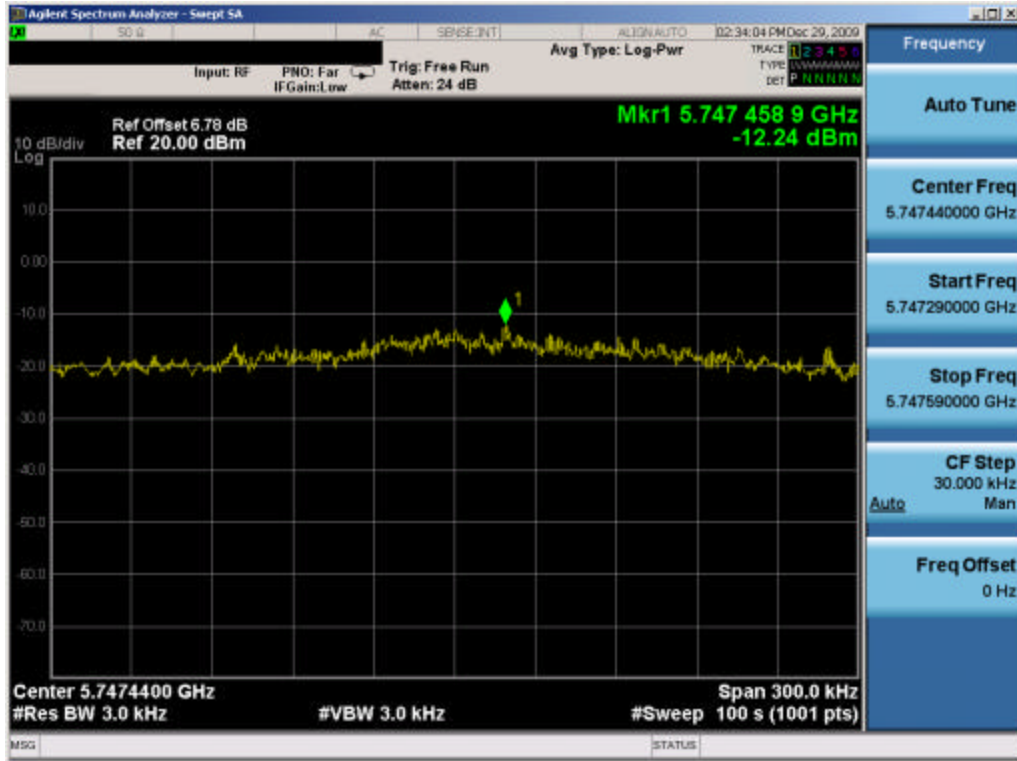 Agilent Spectrum Analyzer - Swept SA
LXI 50 Ω AC SENSE:INT ALIGNAUTO 02:34:04 PM Dec 29, 2009
Input: RF PNO: Far Trig: Free Run Avg Type: Log-Pwr TRACE 1 2 3 4 5 6
IFGain:Low Atten: 24 dB TYPE
DET P N N N N N
Mkr1 5.747 458 9 GHz
-12.24 dBm
Ref Offset 6.78 dB
10 dB/div Ref 20.00 dBm
Log
10.0
0.00
-10.0
-20.0
-30.0
-40.0
-50.0
-60.0
-70.0
1
Center 5.7474400 GHz Span 300.0 kHz
#Res BW 3.0 kHz #VBW 3.0 kHz #Sweep 100 s (1001 pts)
MSG STATUS
Frequency
Auto Tune
Center Freq
5.747440000 GHz
Start Freq
5.747290000 GHz
Stop Freq
5.747590000 GHz
CF Step
30.000 kHz
Auto Man
Freq Offset
0 Hz